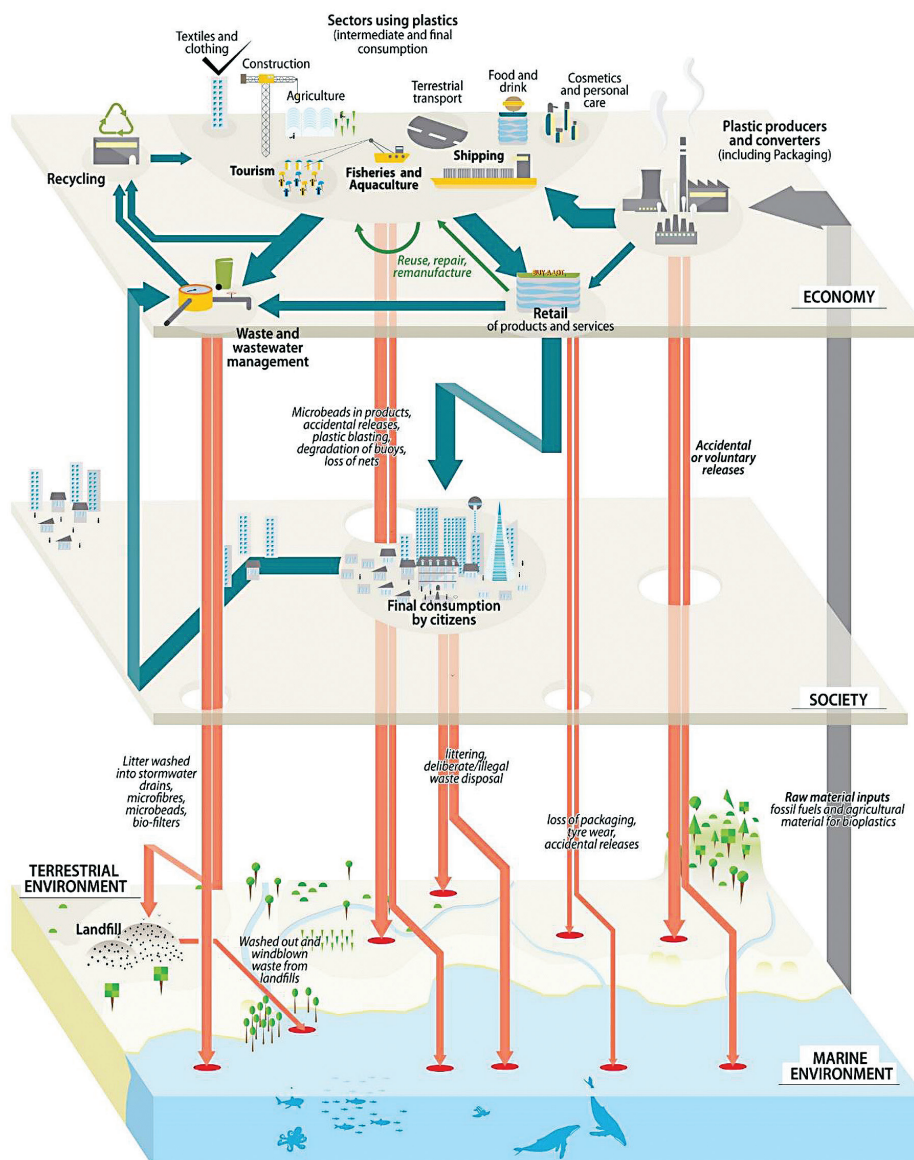 Sectors using plastics
(intermediate and final
consumption
Textiles and
clothing
Construction
Agriculture
Terrestrial
transport
Food and
drink
Cosmetics and
personal
care
Plastic producers
and converters
(including Packaging)
Recycling
Tourism
Fisheries and
Aquaculture
Shipping
Reuse, repair,
remanufacture
BUY-A-LOT
Retail
of products and services
ECONOMY
Waste and
wastewater
management
Microbeads in products,
accidental releases,
plastic blasting,
degradation of buoys,
loss of nets
Accidental
or voluntary
releases
Final consumption
by citizens
SOCIETY
Litter washed
into stormwater
drains,
microfibres,
microbeads,
bio-filters
littering,
deliberate/illegal
waste disposal
loss of packaging,
tyre wear,
accidental releases
Raw material inputs
fossil fuels and agricultural
material for bioplastics
TERRESTRIAL
ENVIRONMENT
Landfill
Washed out and
windblown
waste from
landfills
MARINE
ENVIRONMENT